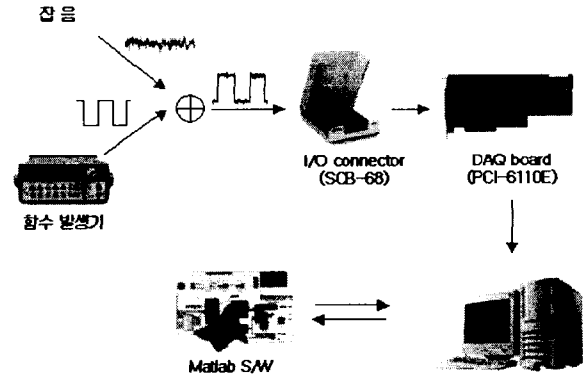 잡 음
I/O connector
(SCB-68)
DAQ board
(PCI-6110E)
함수 발생기
Matlab S/W